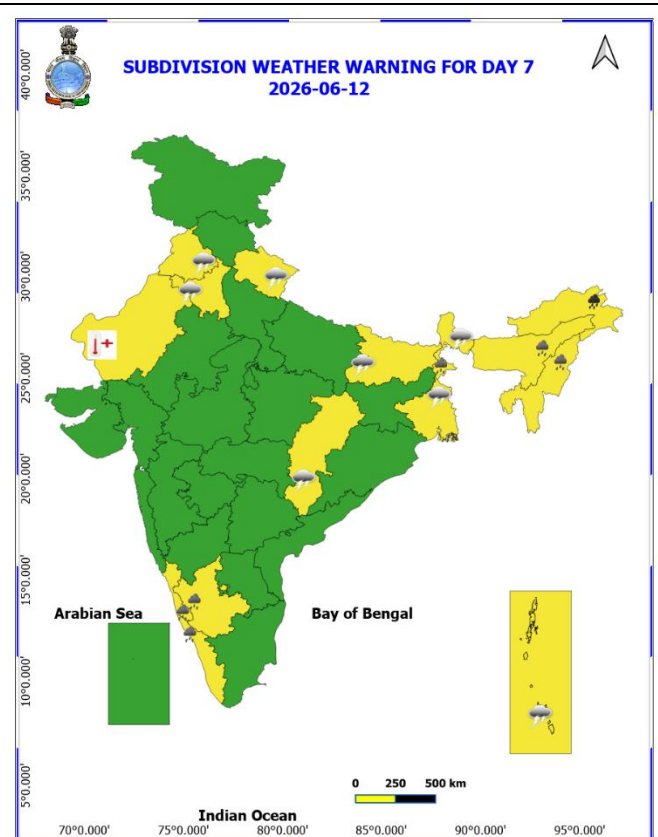 SUBDIVISION WEATHER WARNING FOR DAY 7
2026-06-12
40°0.000'
35°0.000'
30°0.000'
25°0.000'
20°0.000'
15°0.000'
10°0.000'
5°0.000'
Arabian Sea
Bay of Bengal
0 250 500 km
Indian Ocean
70°0.000' 75°0.000' 80°0.000' 85°0.000' 90°0.000' 95°0.000'